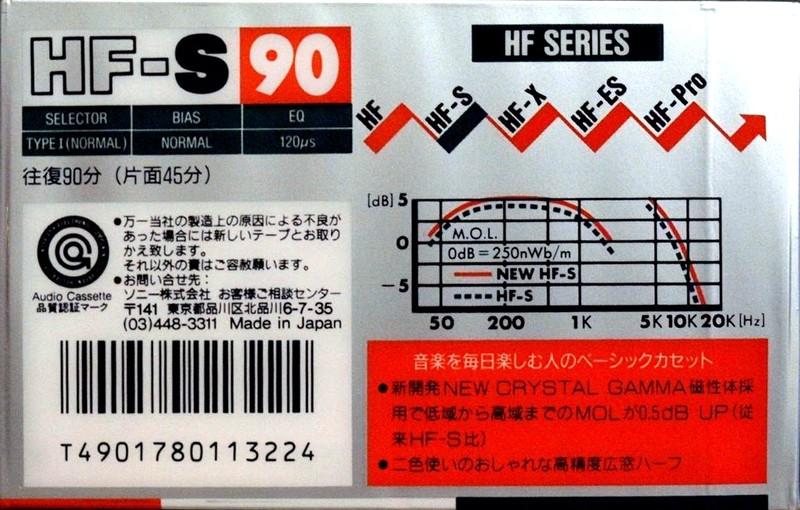 HF-S 90
SELECTOR BIAS EQ
TYPE I (NORMAL) NORMAL 120μs
往復90分 (片面45分)
Audio Cassette
品質認証マーク
●万一当社の製造上の原因による不良が
あった場合には新しいテープとお取り
かえ致します。
それ以外の責はご容赦願います。
●お問い合せ先:
ソニー株式会社 お客様ご相談センター
〒141 東京都品川区北品川6-7-35
(03)448-3311 Made in Japan
T4901780113224
HF SERIES
HF HF-S HF-X HF-ES HF-Pro
[dB] 5
0
-5
M.O.L.
0dB=250nWb/m
NEW HF-S
HF-S
50 200 1K 5K 10K 20K [Hz]
音楽を毎日楽しむ人のベーシックカセット
●新開発NEW CRYSTAL GAMMA磁性体採
用で低域から高域までのMOLが0.5dB UP(従
来HF-S比)
●二色使いのおしゃれな高精度広窓ハーフ